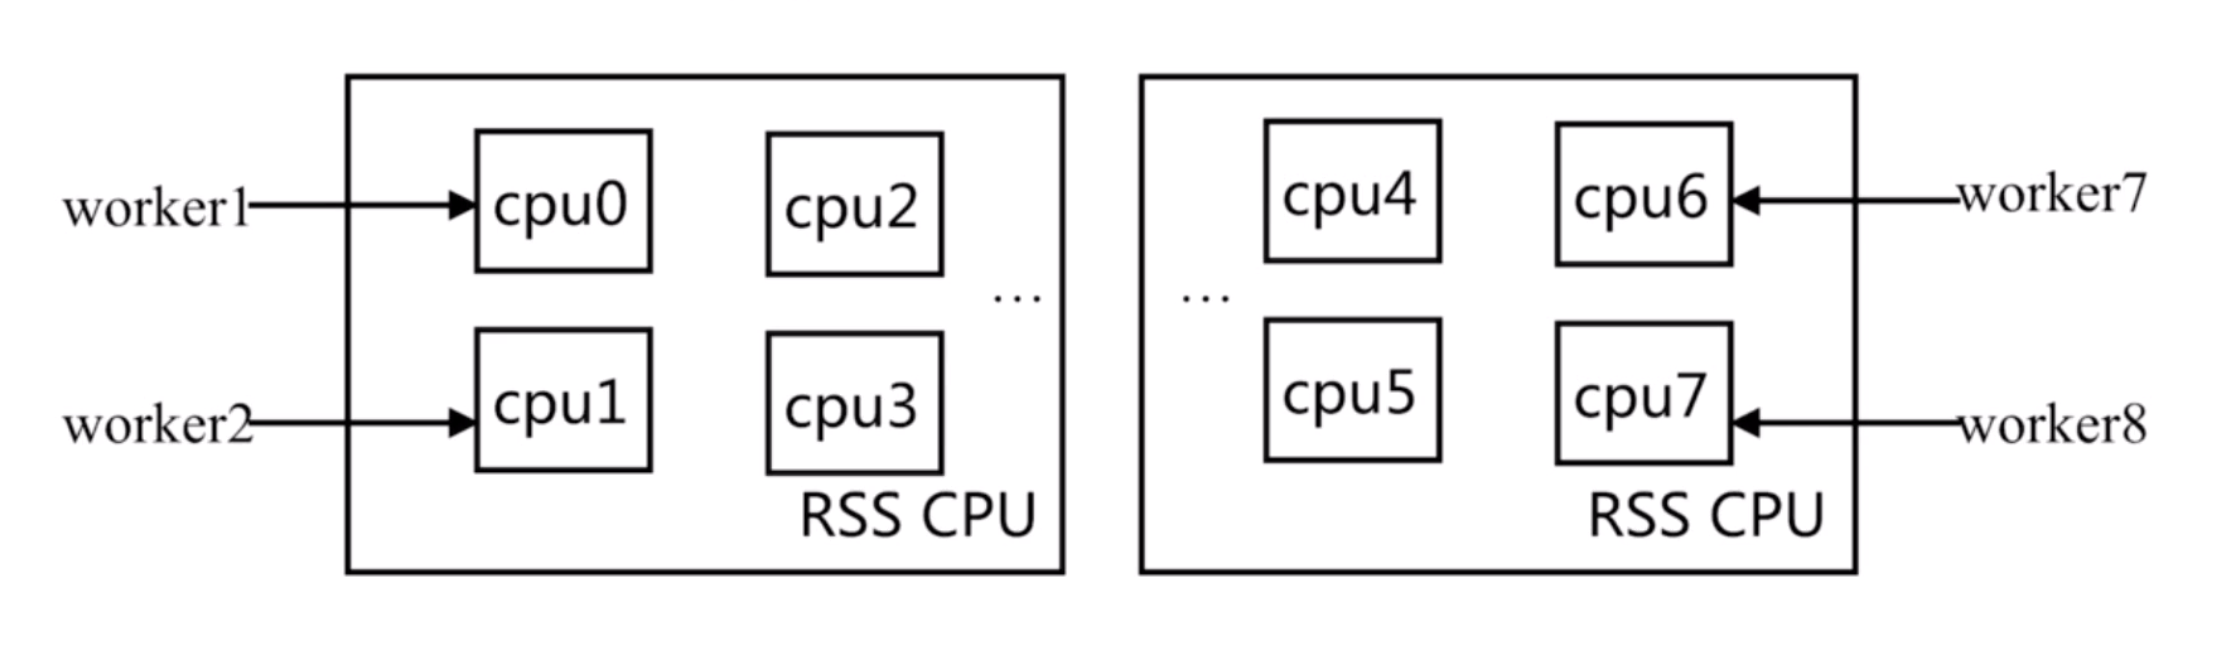 worker1
cpu0
cpu2
cpu4
cpu6
worker7
...
...
worker2
cpu1
cpu3
cpu5
cpu7
worker8
RSS CPU
RSS CPU